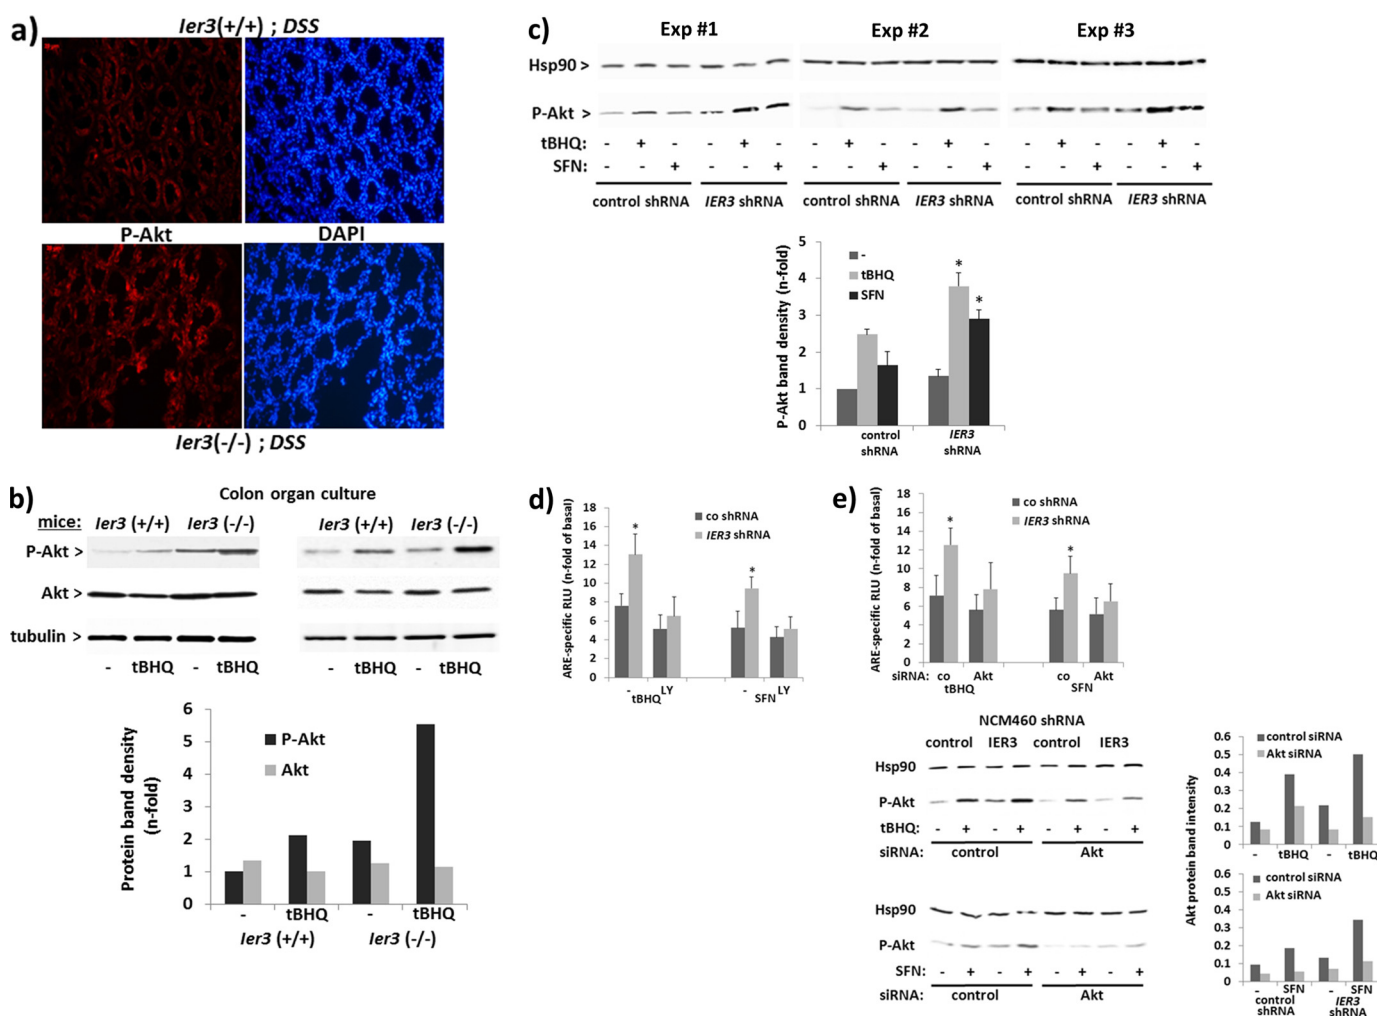 a)
Ier3(+/+) ; DSS
P-Akt
DAPI
Ier3(-/-) ; DSS
b)
Colon organ culture
mice: Ier3 (+/+) Ier3 (-/-) Ier3 (+/+) Ier3 (-/-)
P-Akt >
Akt >
tubulin >
- tBHQ - tBHQ - tBHQ - tBHQ
Protein band density
(n-fold)
6
5
4
3
2
1
0
P-Akt
Akt
- tBHQ - tBHQ
Ier3 (+/+) Ier3 (-/-)
c)
Exp #1 Exp #2 Exp #3
Hsp90 >
P-Akt >
tBHQ: - + - - + - - + - - + - - + - - + -
SFN: - - + - - + - - + - - + - - + - - +
control shRNA IER3 shRNA control shRNA IER3 shRNA control shRNA IER3 shRNA
P-Akt band density (n-fold)
5
4
3
2
1
0
-
tBHQ
SFN
* *
control
shRNA
IER3
shRNA
d)
ARE-specific RLU (n-fold of basal)
18
16
14
12
10
8
6
4
2
0
co shRNA
IER3 shRNA
* *
- LY - LY
tBHQ SFN
e)
ARE-specific RLU (n-fold of basal)
18
16
14
12
10
8
6
4
2
0
co shRNA
IER3 shRNA
* *
siRNA: co Akt co Akt
tBHQ SFN
NCM460 shRNA
control IER3 control IER3
Hsp90
P-Akt
tBHQ: - + - + - + - +
siRNA: control Akt
Hsp90
P-Akt
SFN: - + - + - + - +
siRNA: control Akt
Akt protein band intensity
0.6
0.5
0.4
0.3
0.2
0.1
0
control siRNA
Akt siRNA
- tBHQ - tBHQ
0.6
0.5
0.4
0.3
0.2
0.1
0
control siRNA
Akt siRNA
- SFN - SFN
control
shRNA
IER3
shRNA